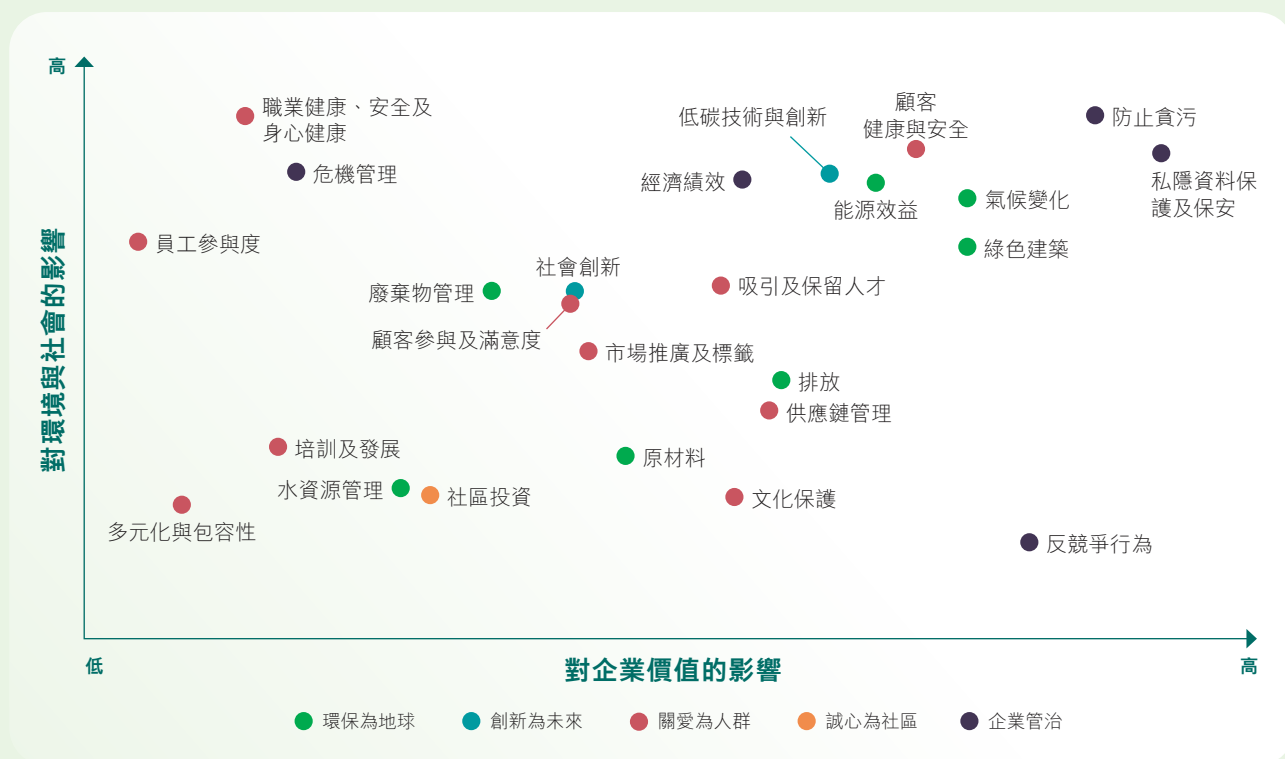 高
職業健康、安全及
身心健康
危機管理
員工參與度
低碳技術與創新
顧客
健康與安全
防止貪污
經濟績效
能源效益
私隱資料保
護及保安
氣候變化
綠色建築
社會創新
廢棄物管理
顧客參與及滿意度
吸引及保留人才
市場推廣及標籤
排放
供應鏈管理
培訓及發展
原材料
水資源管理
社區投資
文化保護
多元化與包容性
反競爭行為
對環境與社會的影響
低
對企業價值的影響
高
環保為地球
創新為未來
關愛為人群
誠心為社區
企業管治